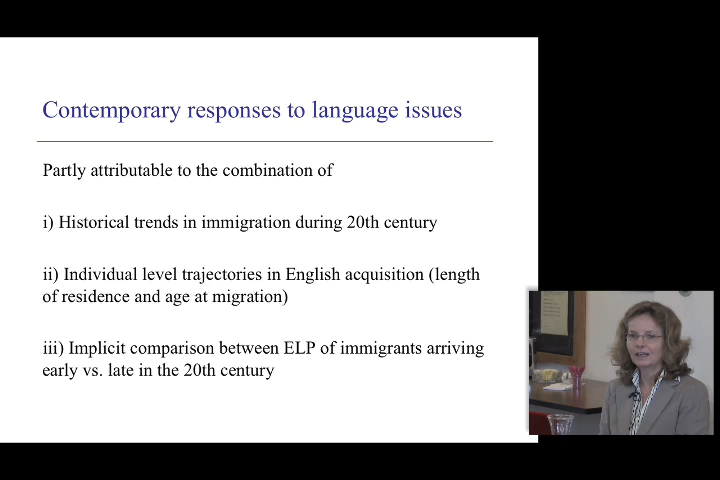 Contemporary responses to language issues
Partly attributable to the combination of
i) Historical trends in immigration during 20th century
ii) Individual level trajectories in English acquisition (length
of residence and age at migration)
iii) Implicit comparison between ELP of immigrants arriving
early vs. late in the 20th century